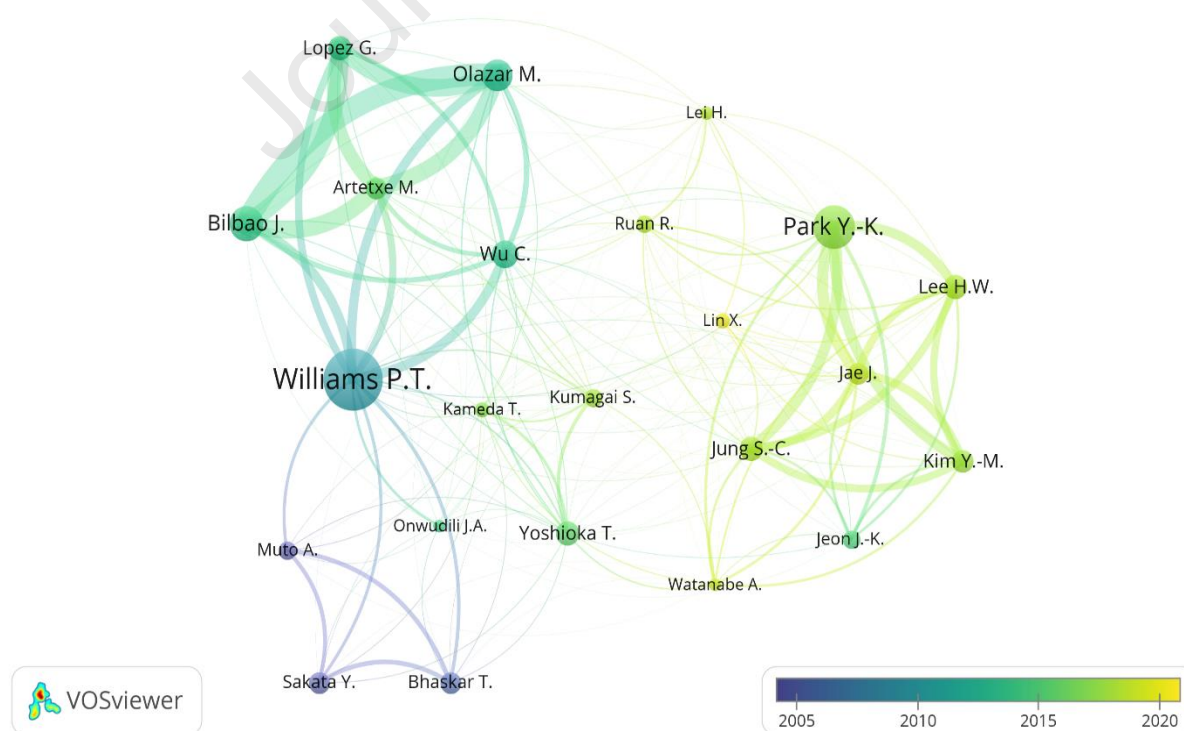 Jour
Lopez G.
Olazar M.
Lei H.
Artetxe M.
Bilbao J.
Ruan R.
Park Y.-K.
Wu C.
Lee H.W.
Lin X.
Williams P.T.
Jae J.
Kameda T.
Kumagai S.
Jung S.-C.
Kim Y.-M.
Onwudili J.A.
Yoshioka T.
Jeon J.-K.
Muto A.
Watanabe A.
Sakata Y.
Bhaskar T.
VOSviewer
2005 2010 2015 2020